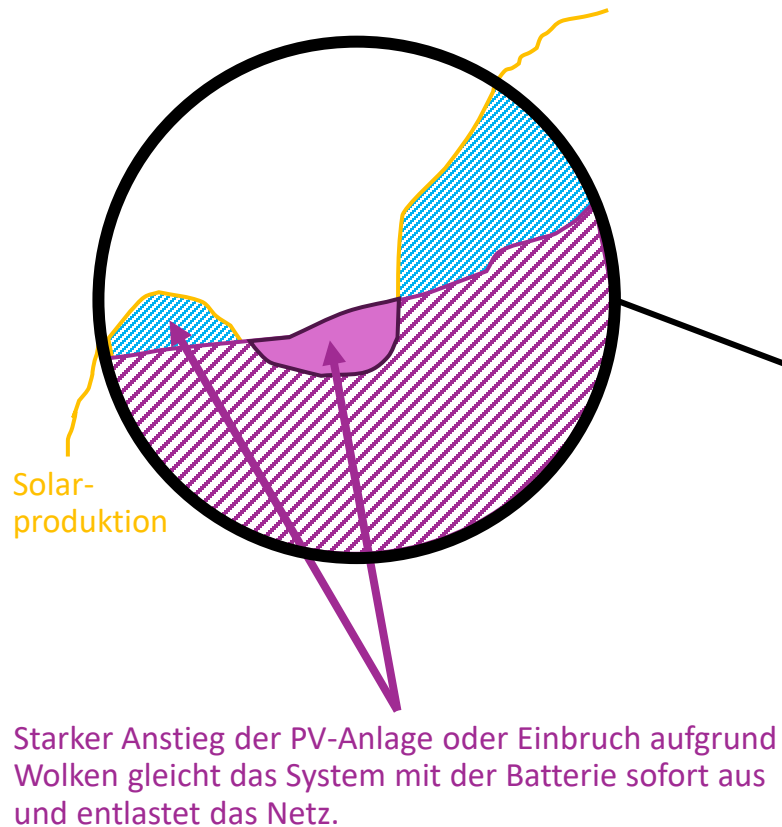 Solar-
produktion
Starker Anstieg der PV-Anlage oder Einbruch aufgrund
Wolken gleicht das System mit der Batterie sofort aus
und entlastet das Netz.